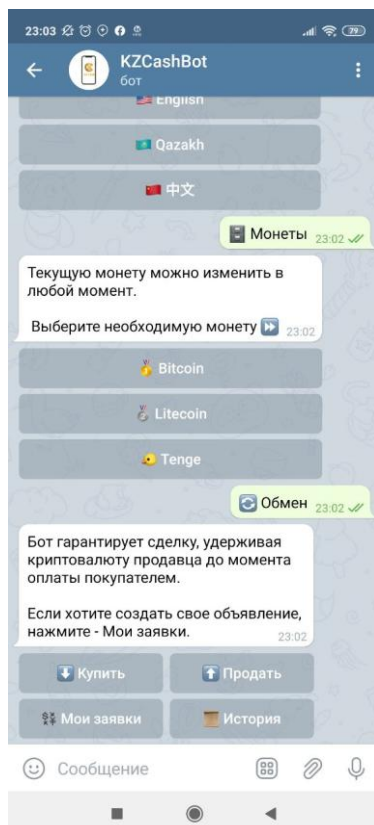 23:03
79
KZCashBot
бот
English
Qazakh
中文
Монеты 23:02
Текущую монету можно изменить в
любой момент.
Выберите необходимую монету 23:02
Bitcoin
Litecoin
Tenge
Обмен 23:02
Бот гарантирует сделку, удерживая
криптовалюту продавца до момента
оплаты покупателем.
Если хотите создать свое объявление,
нажмите - Мои заявки.
23:02
Купить
Продать
Мои заявки
История
Сообщение